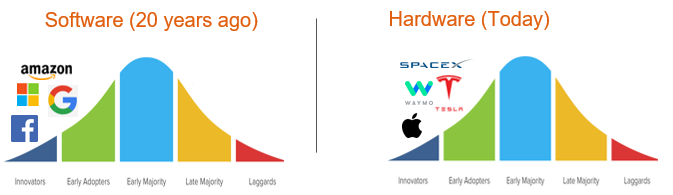 Software (20 years ago)
Hardware (Today)
amazon
SPACEX
WAYMO
TESLA
Innovators
Early Adopters
Early Majority
Late Majority
Laggards
Innovators
Early Adopters
Early Majority
Late Majority
Laggards